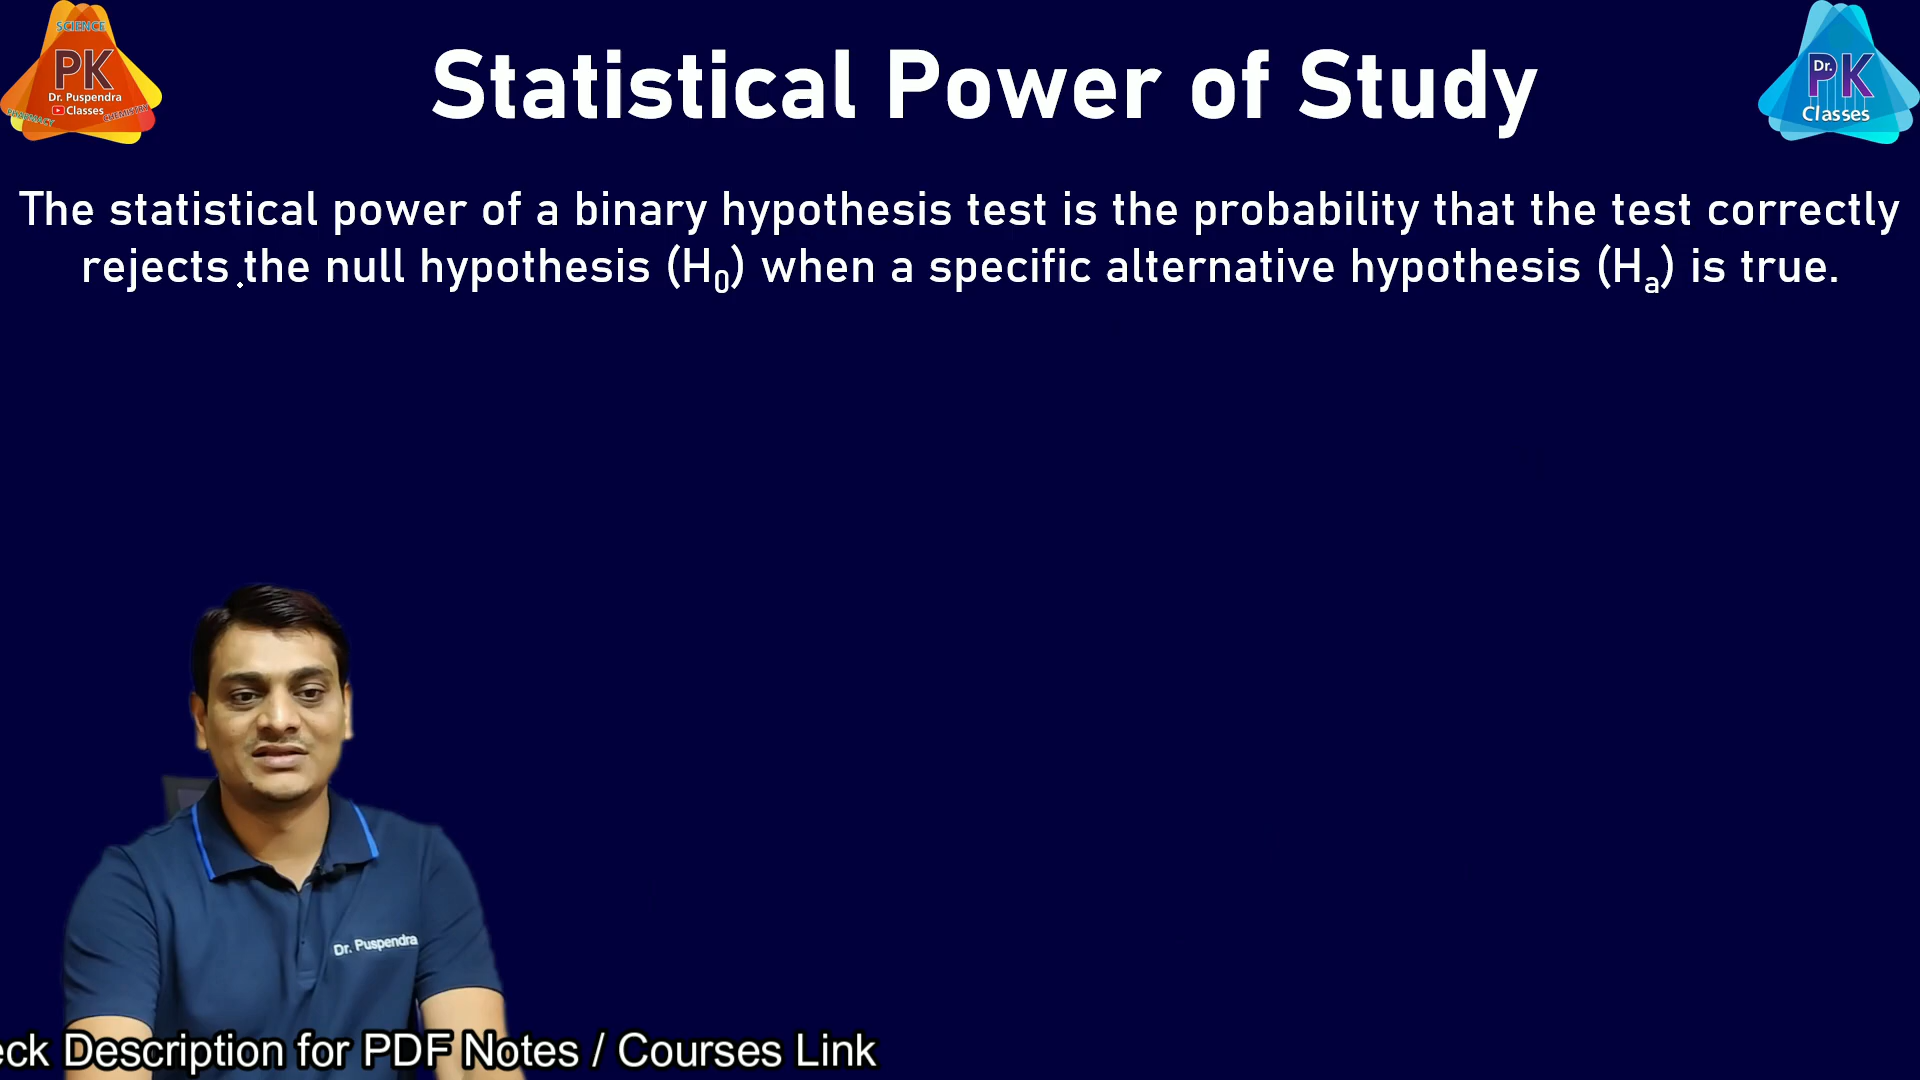 SCIENCE
PK
Dr. Puspendra
Classes
PHARMACY
CHEMISTRY
Statistical Power of Study
Dr.
PK
Classes
The statistical power of a binary hypothesis test is the probability that the test correctly
rejects the null hypothesis (H₀) when a specific alternative hypothesis (Hₐ) is true.
Dr. Puspendra
eck Description for PDF Notes / Courses Link